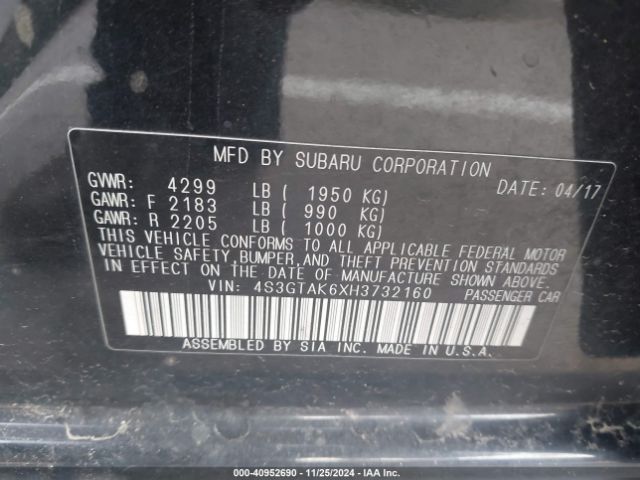 MFD BY SUBARU CORPORATION
GVWR: 4299 LB ( 1950 KG) DATE: 04/17
GAWR: F 2183 LB ( 990 KG)
GAWR: R 2205 LB ( 1000 KG)
THIS VEHICLE CONFORMS TO ALL APPLICABLE FEDERAL MOTOR
VEHICLE SAFETY, BUMPER, AND THEFT PREVENTION STANDARDS
IN EFFECT ON THE DATE OF MANUFACTURE SHOWN ABOVE.
VIN: 4S3GTAK6XH3732160 PASSENGER CAR
ASSEMBLED BY SIA INC. MADE IN U.S.A.
000-40952690 - 11/25/2024 - IAA Inc.